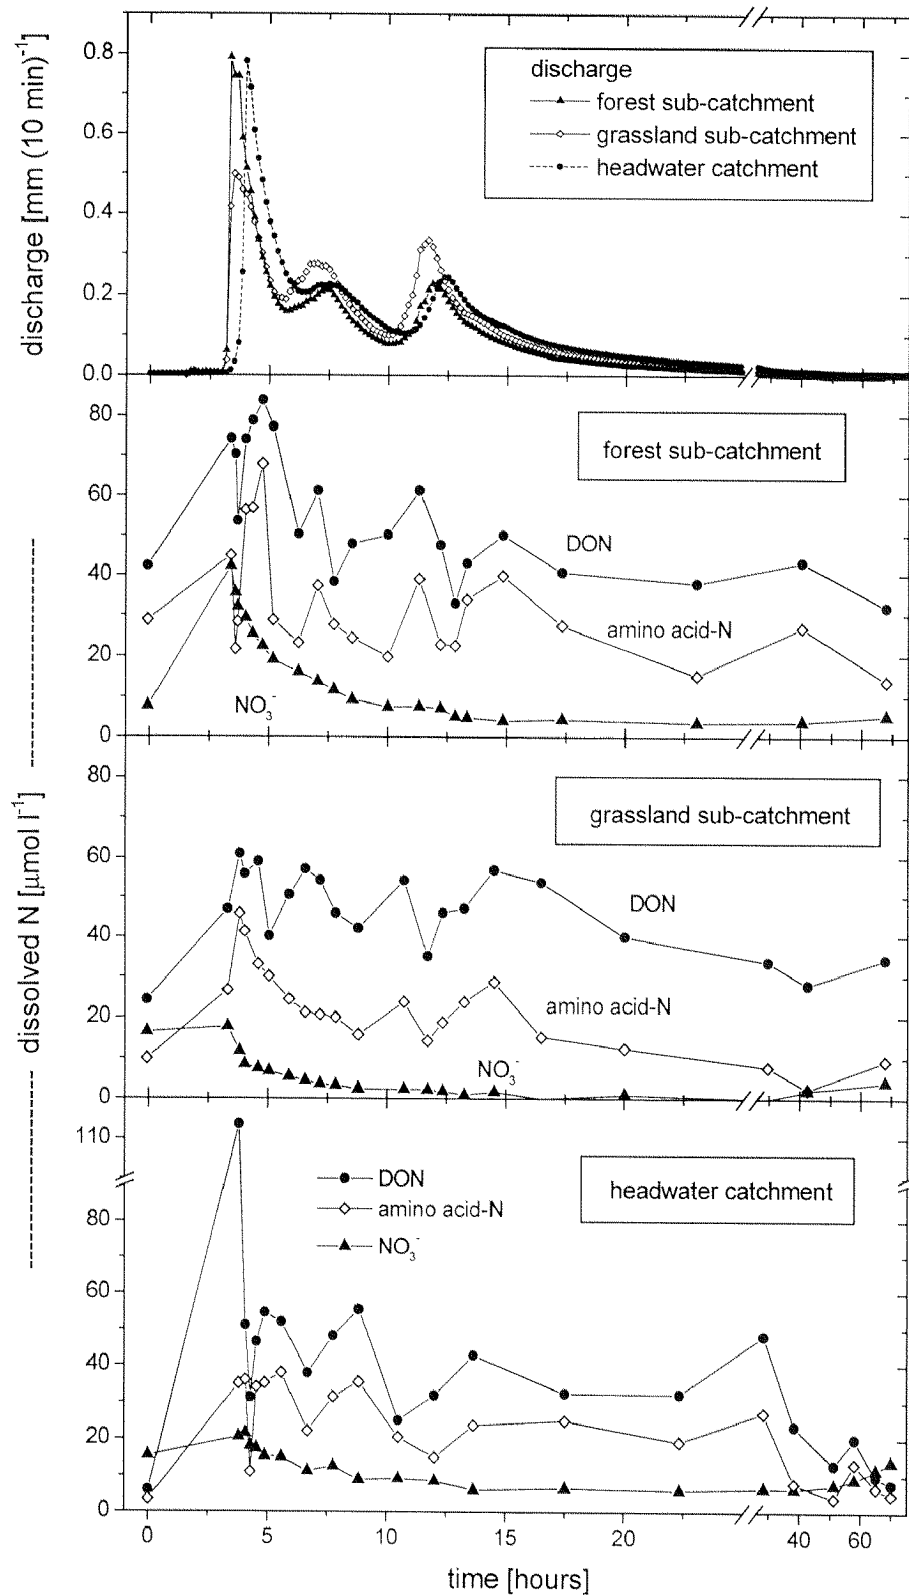 discharge [mm (10 min)⁻¹]
0.8
0.6
0.4
0.2
0.0
discharge
forest sub-catchment
grassland sub-catchment
headwater catchment
dissolved N [μmol l⁻¹]
80
60
40
20
0
forest sub-catchment
DON
amino acid-N
NO₃⁻
80
60
40
20
0
grassland sub-catchment
DON
amino acid-N
NO₃⁻
110
80
60
40
20
0
DON
amino acid-N
NO₃⁻
headwater catchment
0 5 10 15 20 40 60
time [hours]